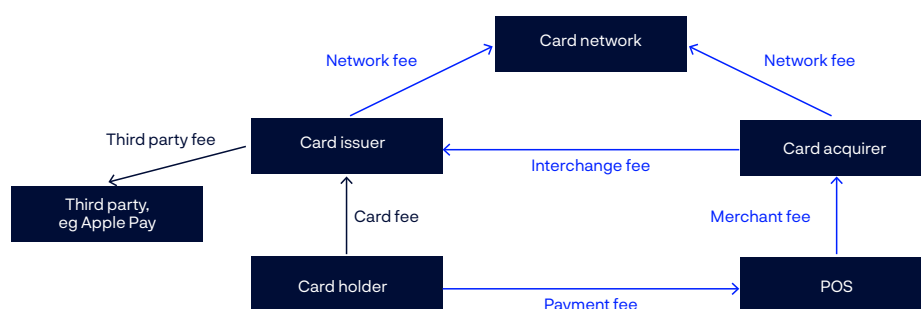 Card network
Network fee
Network fee
Third party fee
Card issuer
Card acquirer
Interchange fee
Third party,
eg Apple Pay
Card fee
Merchant fee
Card holder
POS
Payment fee